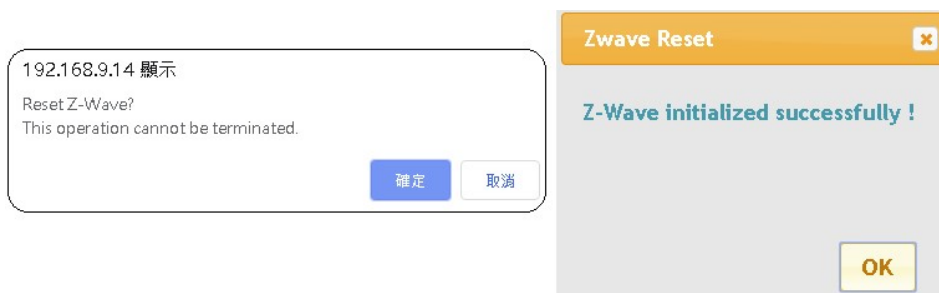 192.168.9.14 顯示
Reset Z-Wave?
This operation cannot be terminated.
確定
取消
Zwave Reset
Z-Wave initialized successfully !
OK